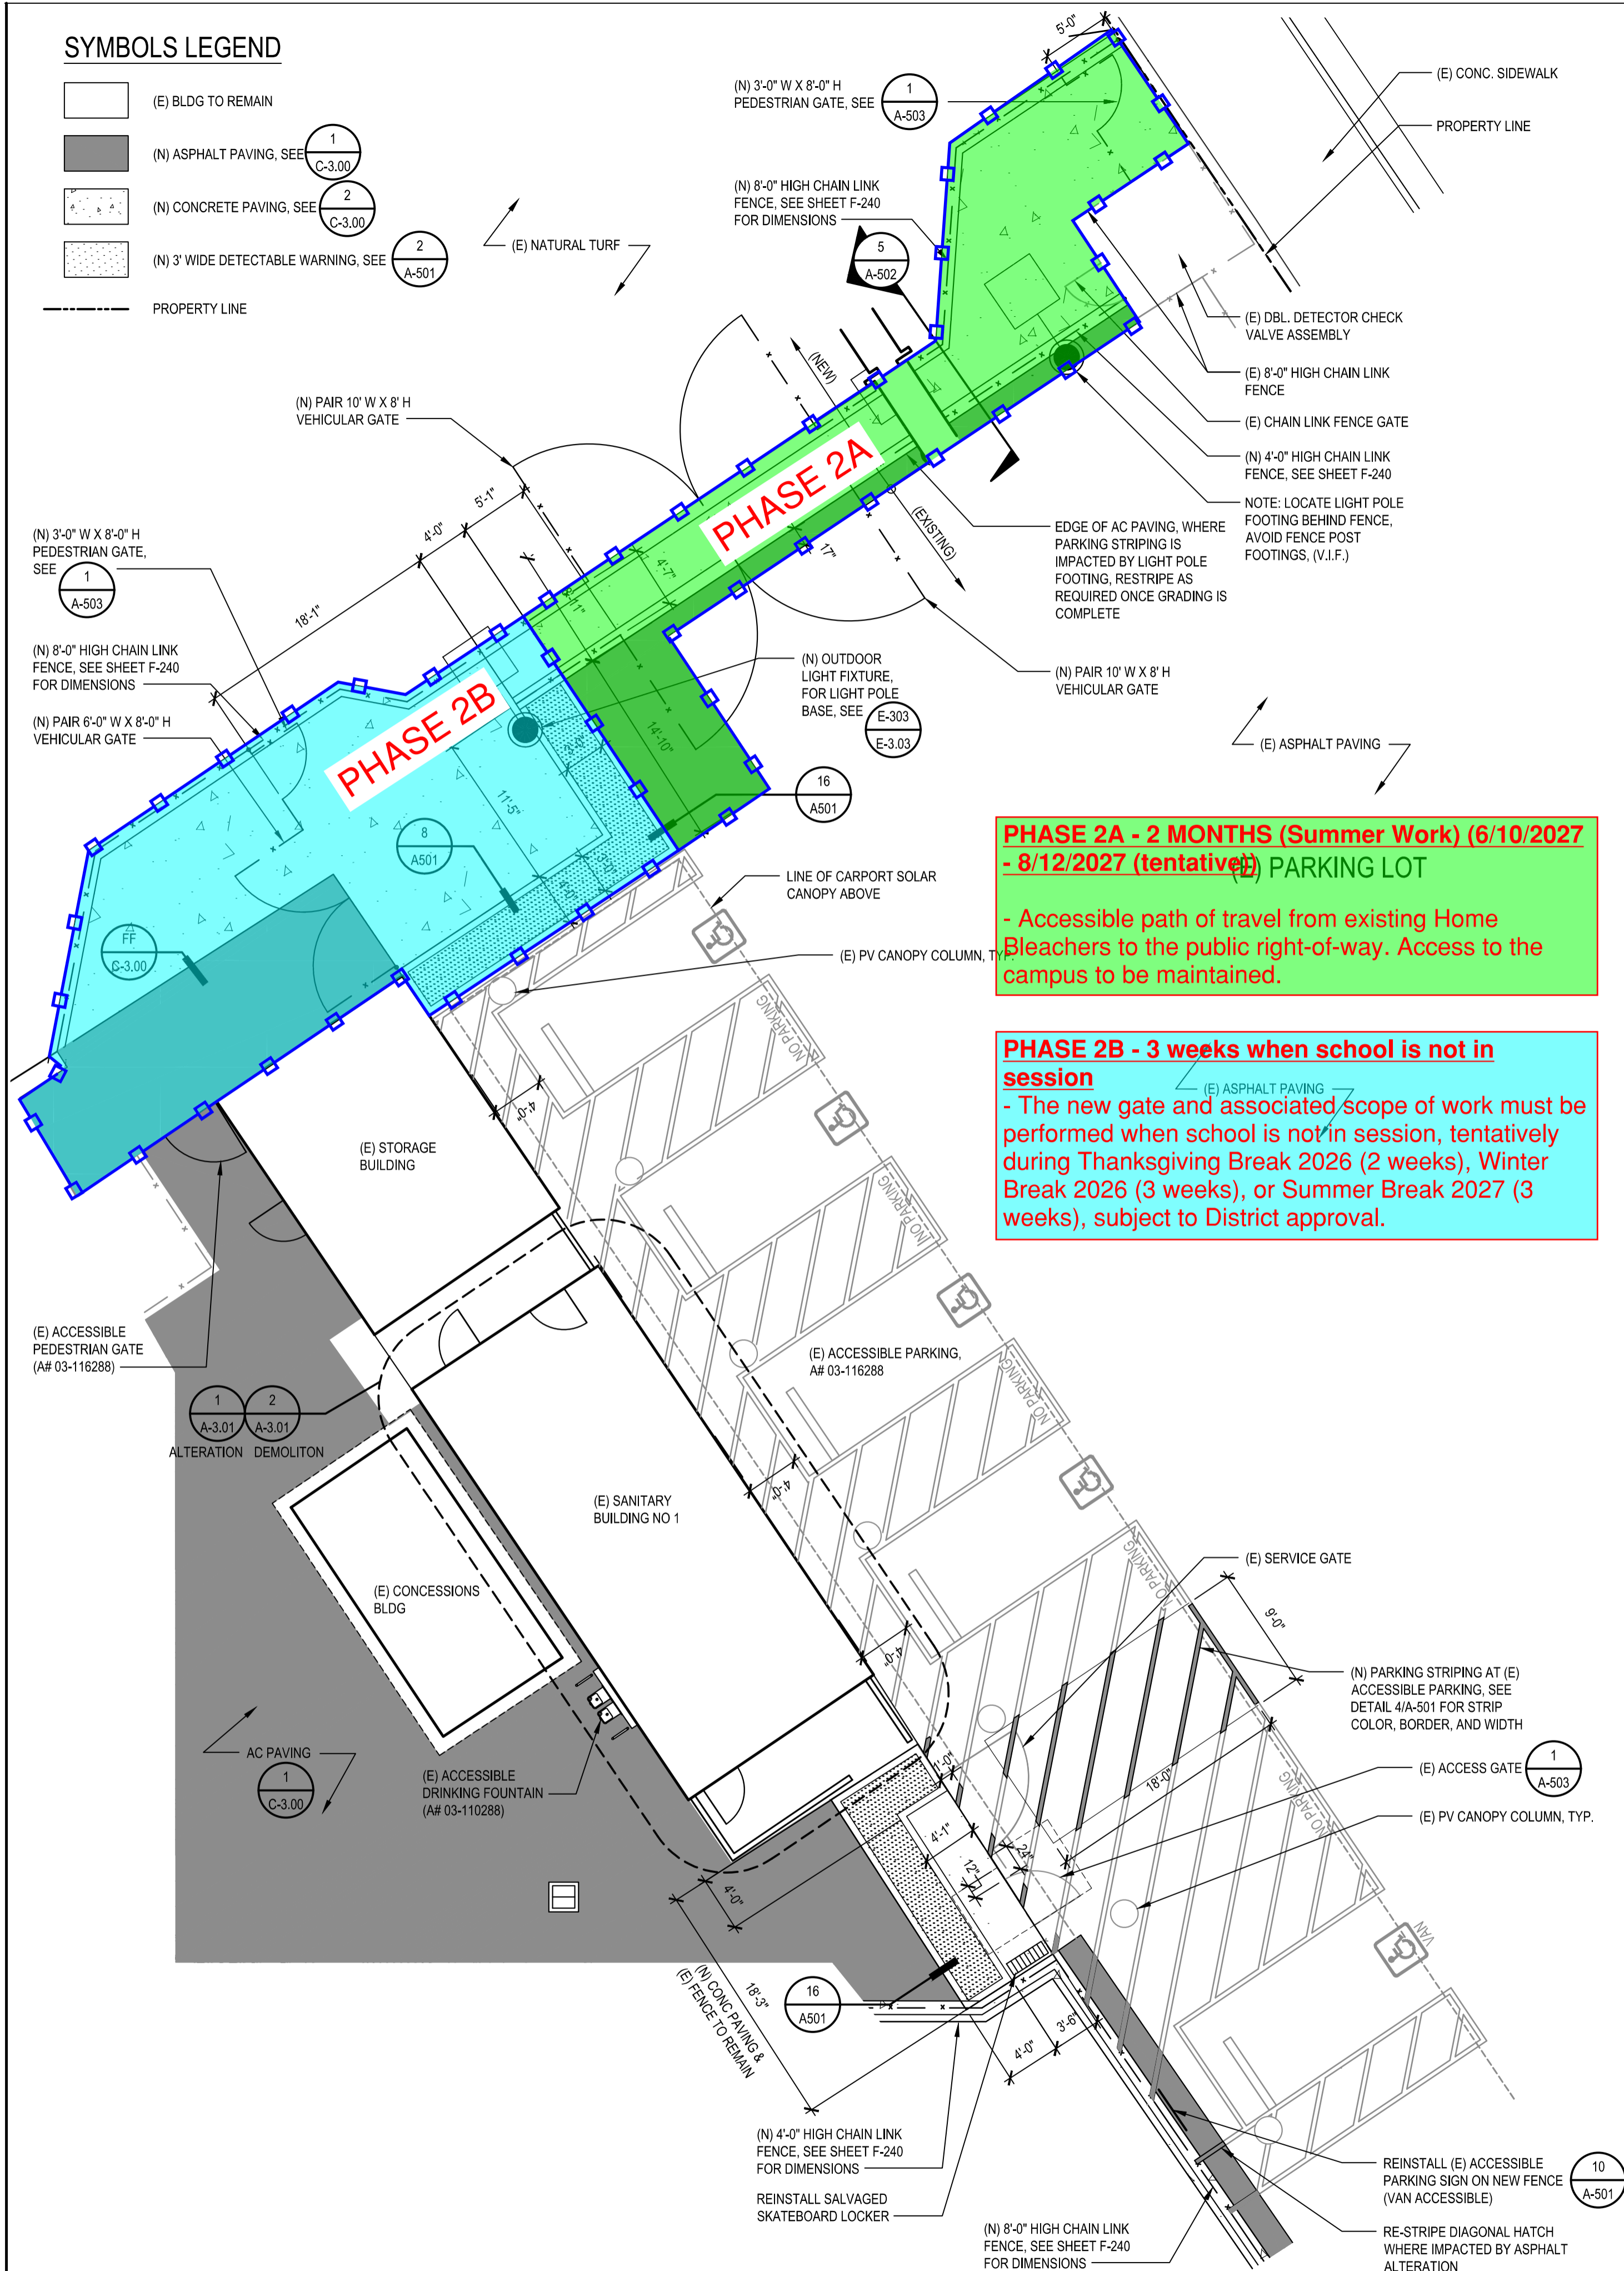 SYMBOLS LEGEND
(E) BLDG TO REMAIN
(N) ASPHALT PAVING, SEE
1
C-3.00
(N) CONCRETE PAVING, SEE
2
C-3.00
(N) 3' WIDE DETECTABLE WARNING, SEE
2
A-501
PROPERTY LINE
(E) NATURAL TURF
(N) 3'-0" W X 8'-0" H
PEDESTRIAN GATE, SEE
1
A-503
5'-0"
(E) CONC. SIDEWALK
PROPERTY LINE
(N) 8'-0" HIGH CHAIN LINK
FENCE, SEE SHEET F-240
FOR DIMENSIONS
5
A-502
(E) DBL. DETECTOR CHECK
VALVE ASSEMBLY
(E) 8'-0" HIGH CHAIN LINK
FENCE
(E) CHAIN LINK FENCE GATE
(N) 4'-0" HIGH CHAIN LINK
FENCE, SEE SHEET F-240
NOTE: LOCATE LIGHT POLE
FOOTING BEHIND FENCE,
AVOID FENCE POST
FOOTINGS, (V.I.F.)
(NEW)
(EXISTING)
(N) PAIR 10' W X 8' H
VEHICULAR GATE
PHASE 2A
EDGE OF AC PAVING, WHERE
PARKING STRIPING IS
IMPACTED BY LIGHT POLE
FOOTING, RESTRIPE AS
REQUIRED ONCE GRADING IS
COMPLETE
5'-1"
4'-0"
18'-1"
4'-7"
17"
(N) 3'-0" W X 8'-0" H
PEDESTRIAN GATE,
SEE
1
A-503
(N) 8'-0" HIGH CHAIN LINK
FENCE, SEE SHEET F-240
FOR DIMENSIONS
(N) PAIR 6'-0" W X 8'-0" H
VEHICULAR GATE
PHASE 2B
(N) OUTDOOR
LIGHT FIXTURE,
FOR LIGHT POLE
BASE, SEE
E-303
E-3.03
(N) PAIR 10' W X 8' H
VEHICULAR GATE
(E) ASPHALT PAVING
14'-10"
11'-5"
16
A501
8
A501
FF
C-3.00
LINE OF CARPORT SOLAR
CANOPY ABOVE
(E) PV CANOPY COLUMN, TYP.
PHASE 2A - 2 MONTHS (Summer Work) (6/10/2027
- 8/12/2027 (tentative))
(E) PARKING LOT
- Accessible path of travel from existing Home
Bleachers to the public right-of-way. Access to the
campus to be maintained.
PHASE 2B - 3 weeks when school is not in
session
(E) ASPHALT PAVING
- The new gate and associated scope of work must be
performed when school is not in session, tentatively
during Thanksgiving Break 2026 (2 weeks), Winter
Break 2026 (3 weeks), or Summer Break 2027 (3
weeks), subject to District approval.
NO PARKING
NO PARKING
NO PARKING
NO PARKING
NO PARKING
4'-0"
(E) STORAGE
BUILDING
(E) ACCESSIBLE
PEDESTRIAN GATE
(A# 03-116288)
(E) ACCESSIBLE PARKING,
A# 03-116288
1
A-3.01
2
A-3.01
ALTERATION
DEMOLITON
4'-0"
(E) SANITARY
BUILDING NO 1
(E) CONCESSIONS
BLDG
4'-0"
(E) SERVICE GATE
9'-0"
(N) PARKING STRIPING AT (E)
ACCESSIBLE PARKING, SEE
DETAIL 4/A-501 FOR STRIP
COLOR, BORDER, AND WIDTH
AC PAVING
1
C-3.00
(E) ACCESSIBLE
DRINKING FOUNTAIN
(A# 03-110288)
18'-0"
(E) ACCESS GATE
1
A-503
(E) PV CANOPY COLUMN, TYP.
4'-1"
12"
24"
4'-0"
VAN
18'-3"
(N) CONC PAVING &
(E) FENCE TO REMAIN
16
A501
3'-6"
4'-0"
(N) 4'-0" HIGH CHAIN LINK
FENCE, SEE SHEET F-240
FOR DIMENSIONS
REINSTALL SALVAGED
SKATEBOARD LOCKER
(N) 8'-0" HIGH CHAIN LINK
FENCE, SEE SHEET F-240
FOR DIMENSIONS
REINSTALL (E) ACCESSIBLE
PARKING SIGN ON NEW FENCE
(VAN ACCESSIBLE)
10
A-501
RE-STRIPE DIAGONAL HATCH
WHERE IMPACTED BY ASPHALT
ALTERATION